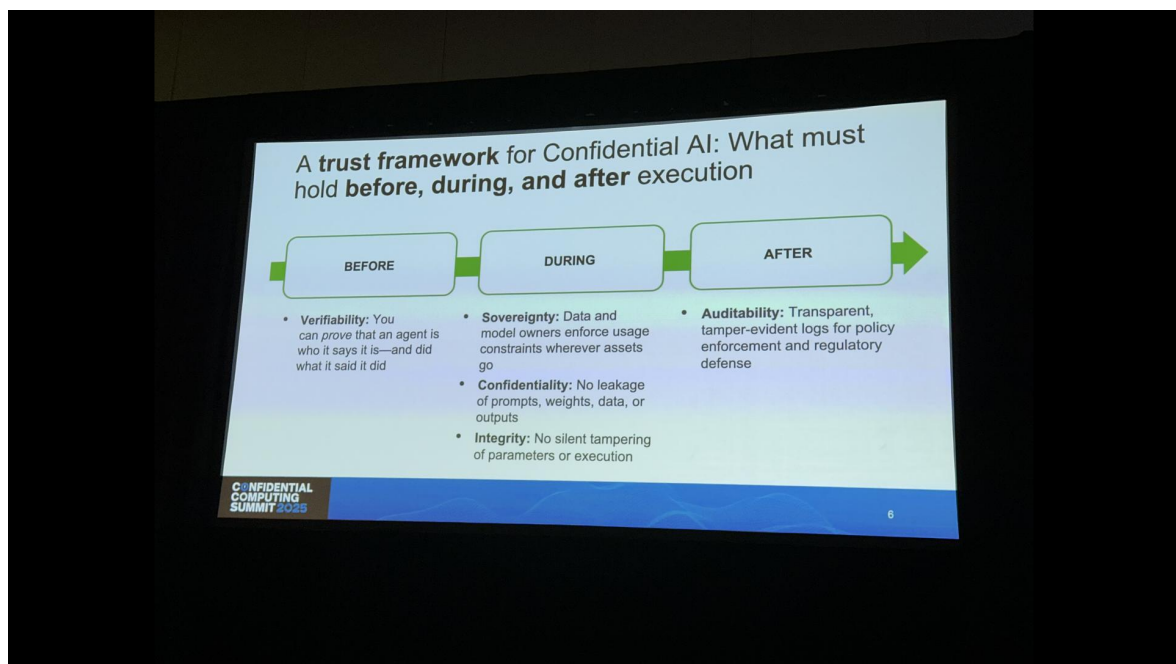 A trust framework for Confidential AI: What must
hold before, during, and after execution
BEFORE
DURING
AFTER
• Verifiability: You
can prove that an agent is
who it says it is—and did
what it said it did
• Sovereignty: Data and
model owners enforce usage
constraints wherever assets
go
• Confidentiality: No leakage
of prompts, weights, data, or
outputs
• Integrity: No silent tampering
of parameters or execution
• Auditability: Transparent,
tamper-evident logs for policy
enforcement and regulatory
defense
CONFIDENTIAL
COMPUTING
SUMMIT 2025
6